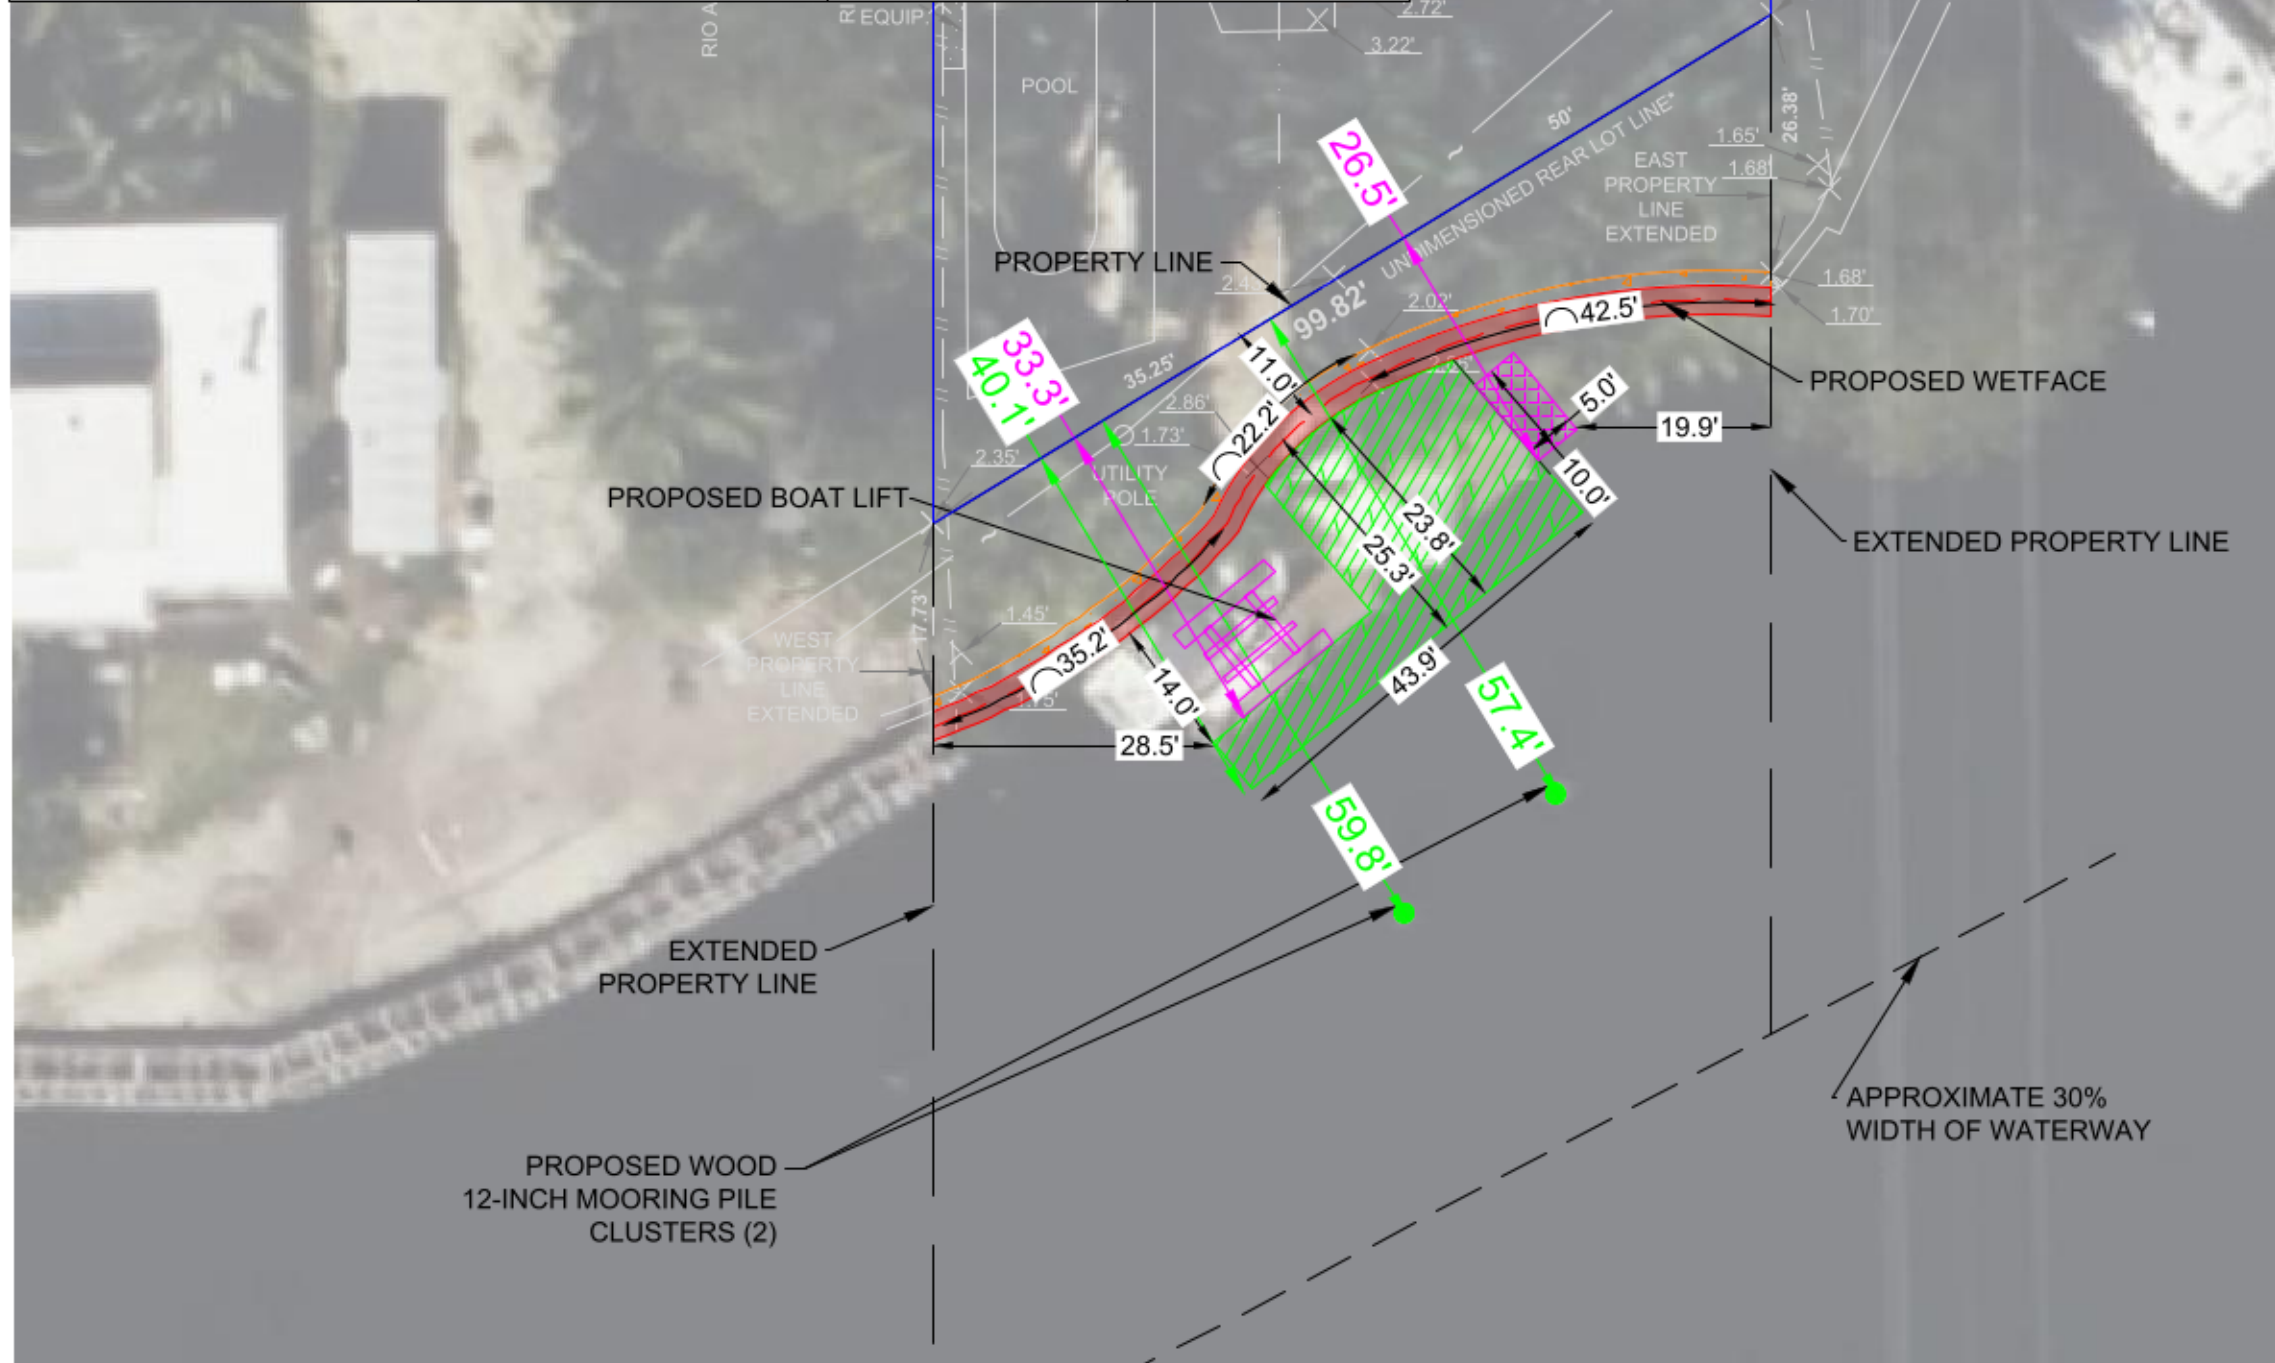 RIO A
RI
EQUIP.
2.72'
3.22'
POOL
50'
26.38'
1.65'
1.68'
EAST
PROPERTY
LINE
EXTENDED
UNDIMENSIONED REAR LOT LINE*
26.5'
PROPERTY LINE
99.82'
2.02'
42.5'
1.68'
1.70'
33.3'
40.1'
35.25'
11.0'
22.2'
2.86'
1.73'
UTILITY
POLE
2.35'
PROPOSED WETFACE
5.0'
19.9'
10.0'
PROPOSED BOAT LIFT
23.8'
25.3'
EXTENDED PROPERTY LINE
17.73'
1.45'
WEST
PROPERTY
LINE
EXTENDED
35.2'
14.0'
43.9'
28.5'
57.4'
59.8'
EXTENDED
PROPERTY LINE
APPROXIMATE 30%
WIDTH OF WATERWAY
PROPOSED WOOD
12-INCH MOORING PILE
CLUSTERS (2)